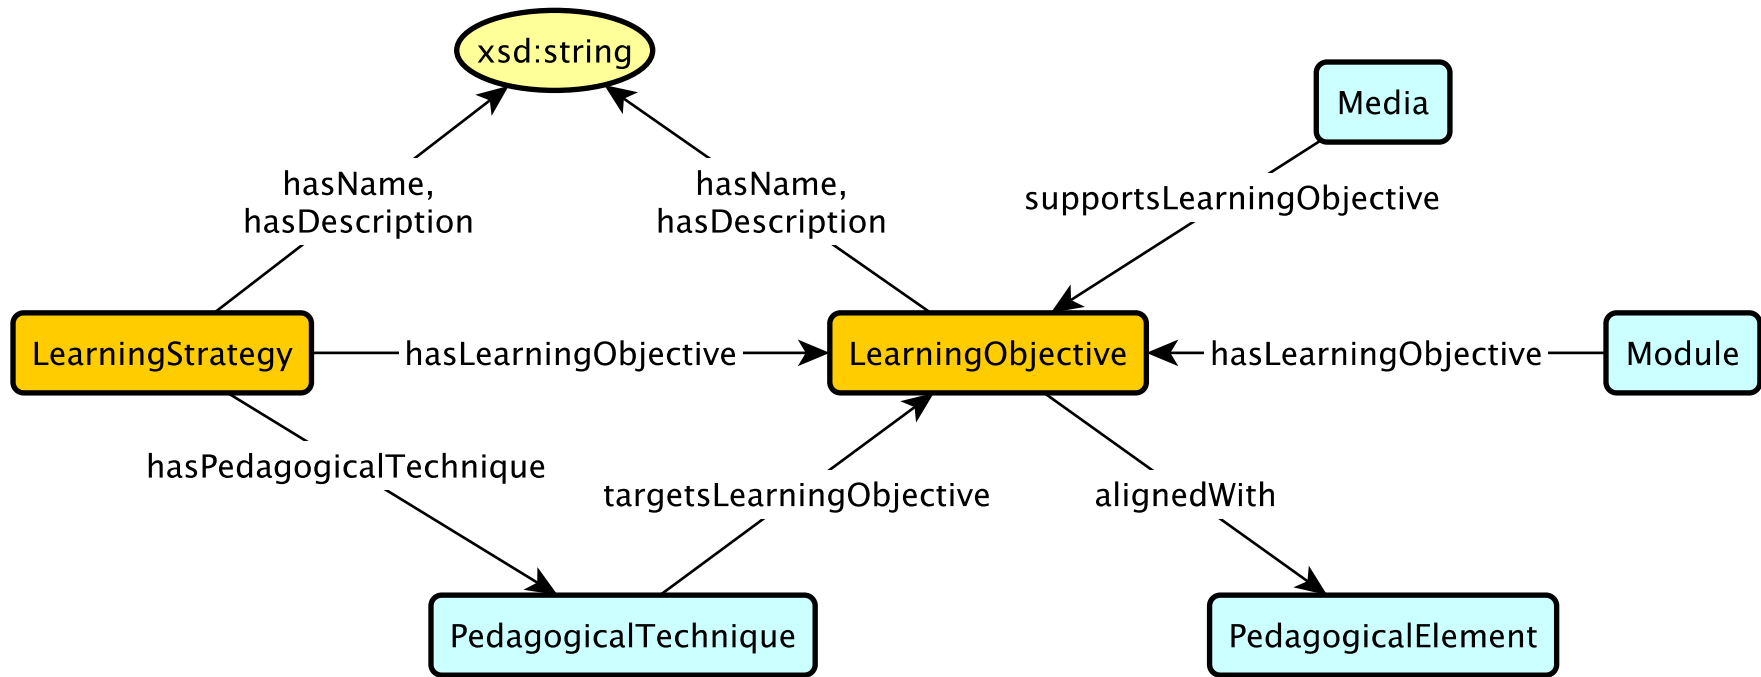 xsd:string
Media
hasName,
hasDescription
hasName,
hasDescription
supportsLearningObjective
LearningStrategy
hasLearningObjective
LearningObjective
hasLearningObjective
Module
hasPedagogicalTechnique
targetsLearningObjective
alignedWith
PedagogicalTechnique
PedagogicalElement